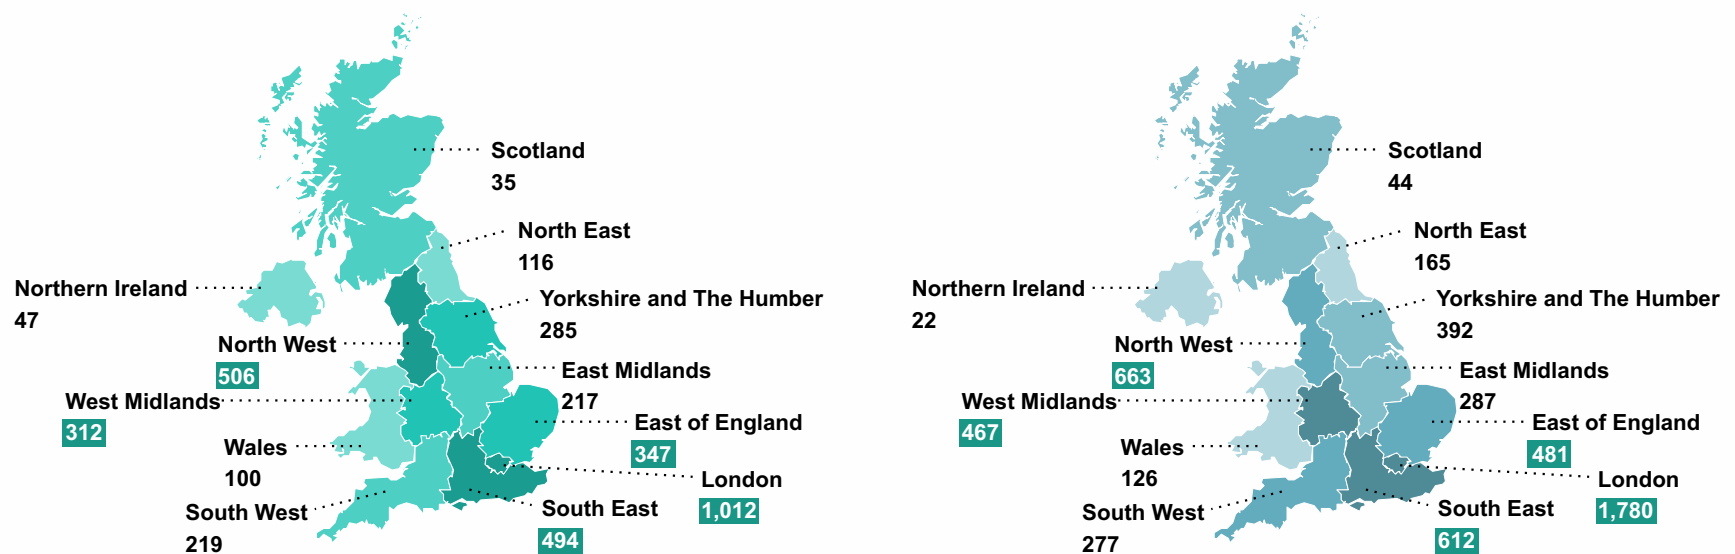 Scotland
35
North East
116
Northern Ireland
47
Yorkshire and The Humber
285
North West
506
East Midlands
217
West Midlands
312
East of England
347
Wales
100
London
1,012
South West
219
South East
494
Scotland
44
North East
165
Northern Ireland
22
Yorkshire and The Humber
392
North West
663
East Midlands
287
West Midlands
467
East of England
481
Wales
126
London
1,780
South West
277
South East
612